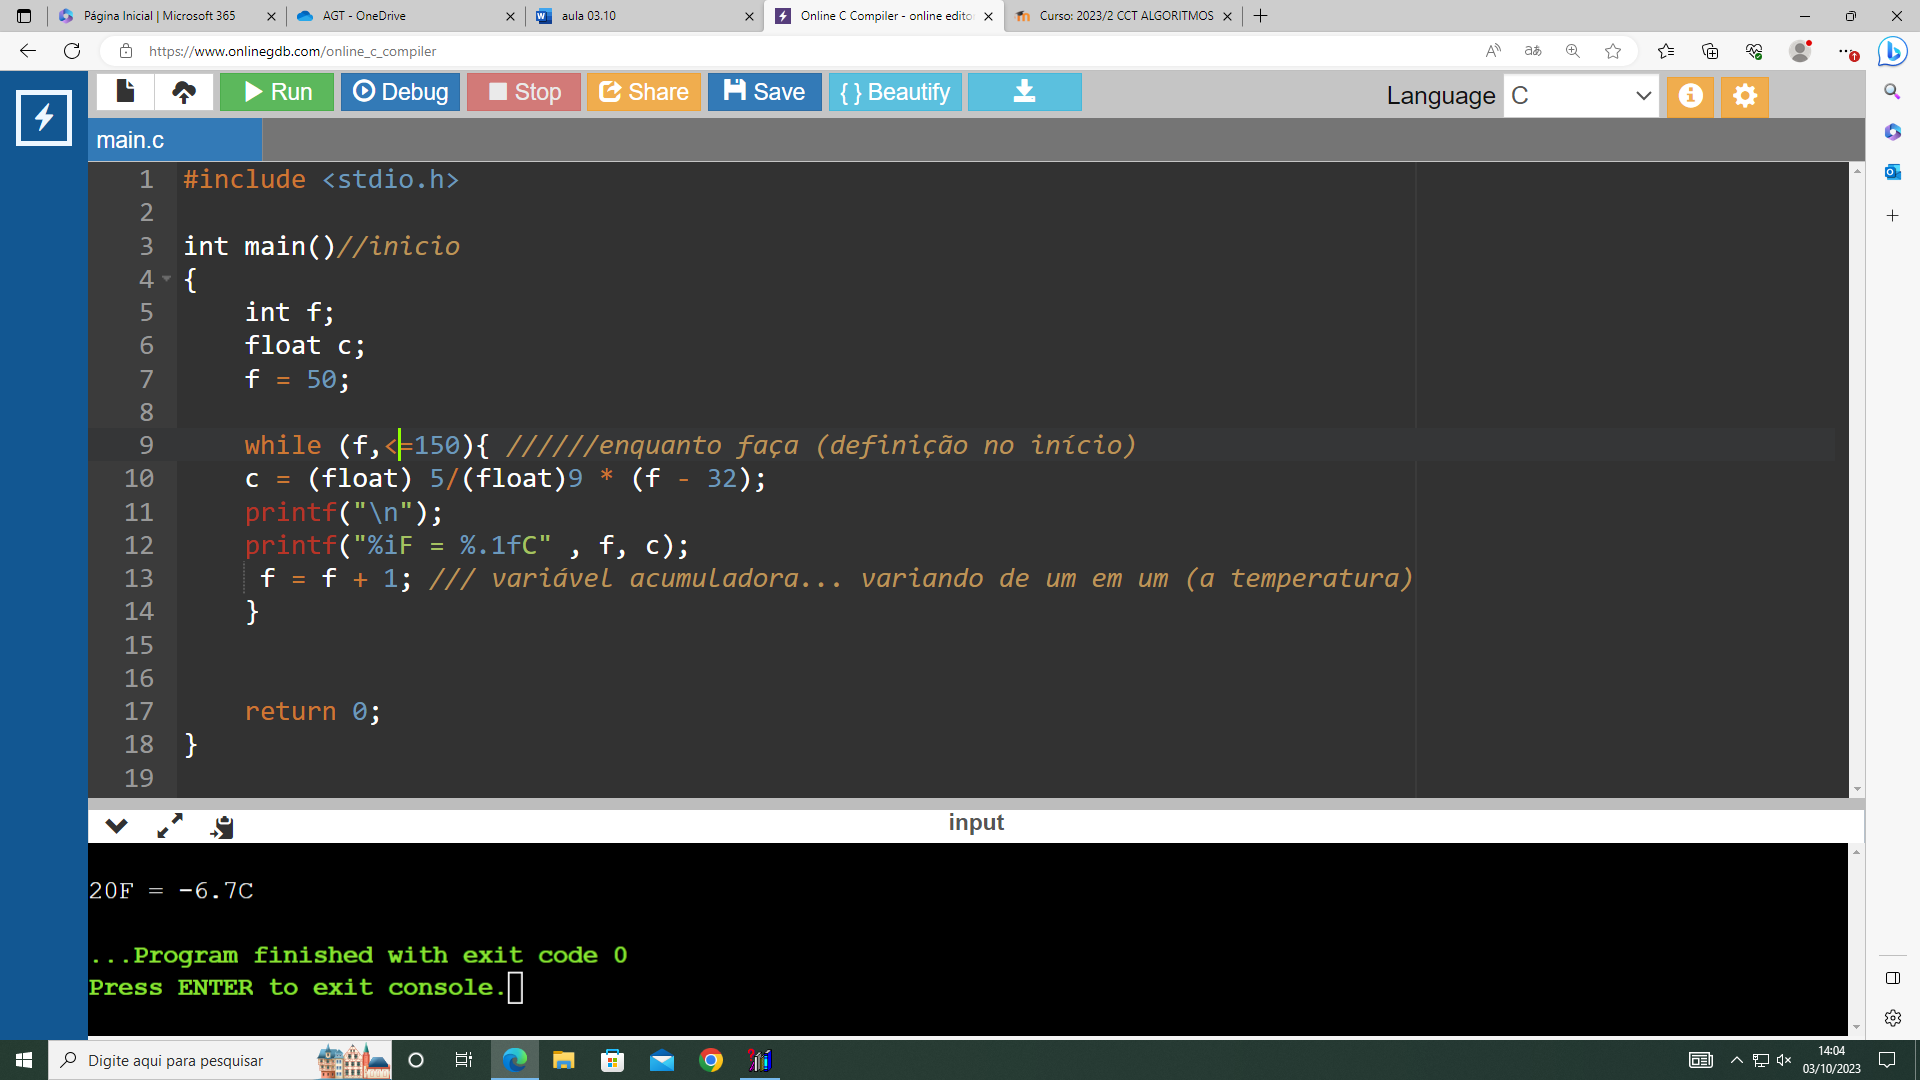 Página Inicial | Microsoft 365
AGT - OneDrive
aula 03.10
Online C Compiler - online edito
Curso: 2023/2 CCT ALGORITMOS
https://www.onlinegdb.com/online_c_compiler
Run
Debug
Stop
Share
Save
{ } Beautify
Language
C
main.c
1 #include <stdio.h>
2
3 int main()//inicio
4 {
5 int f;
6 float c;
7 f = 50;
8
9 while (f,<=150){ //////enquanto faça (definição no início)
10 c = (float) 5/(float)9 * (f - 32);
11 printf("\n");
12 printf("%iF = %.1fC" , f, c);
13 f = f + 1; /// variável acumuladora... variando de um em um (a temperatura)
14 }
15
16
17 return 0;
18 }
19
input
20F = -6.7C
...Program finished with exit code 0
Press ENTER to exit console.
Digite aqui para pesquisar
14:04
03/10/2023